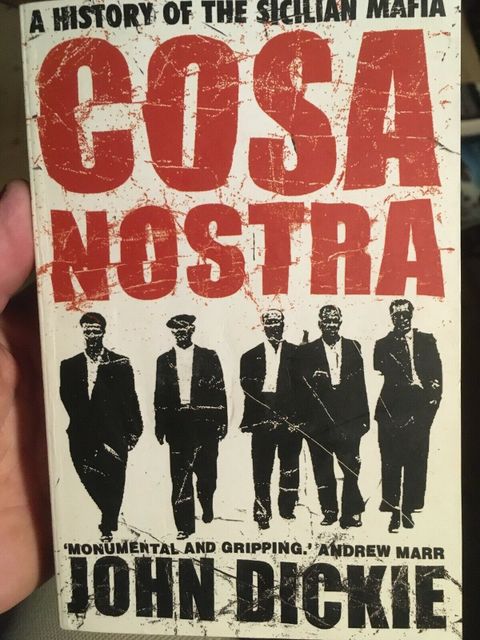 A HISTORY OF THE SICILIAN MAFIA
COSA
NOSTRA
'MONUMENTAL AND GRIPPING.' ANDREW MARR
JOHN DICKIE